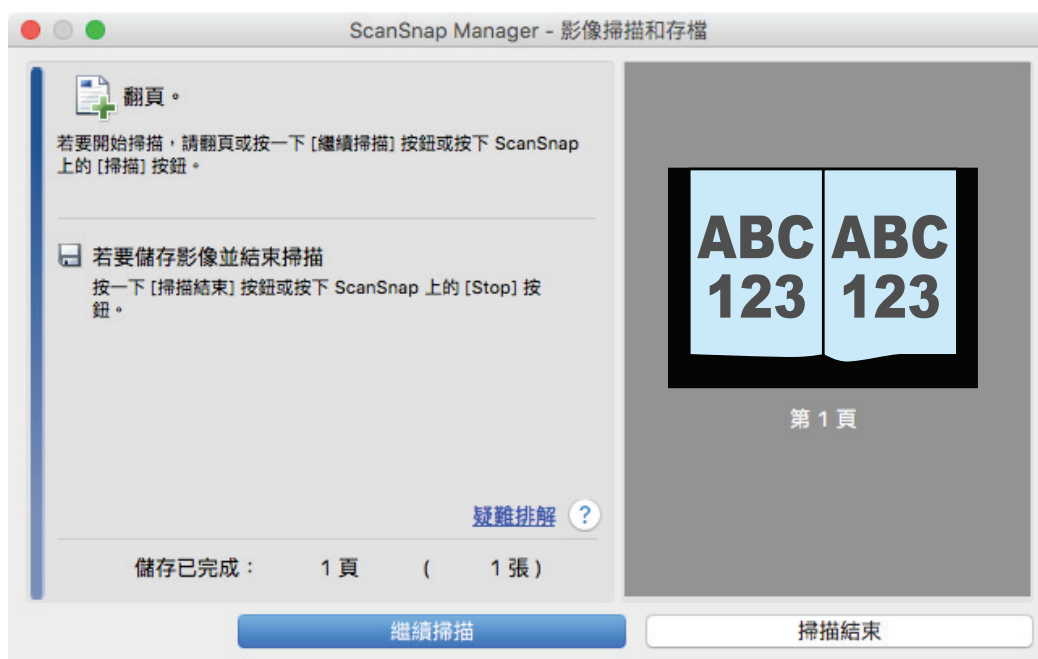 ScanSnap Manager - 影像掃描和存檔
翻頁。
若要開始掃描，請翻頁或按一下 [繼續掃描] 按鈕或按下 ScanSnap
上的 [掃描] 按鈕。
若要儲存影像並結束掃描
按一下 [掃描結束] 按鈕或按下 ScanSnap 上的 [Stop] 按
鈕。
疑難排解 ?
儲存已完成： 1 頁 ( 1 張 )
ABC ABC
123 123
第 1 頁
繼續掃描 掃描結束